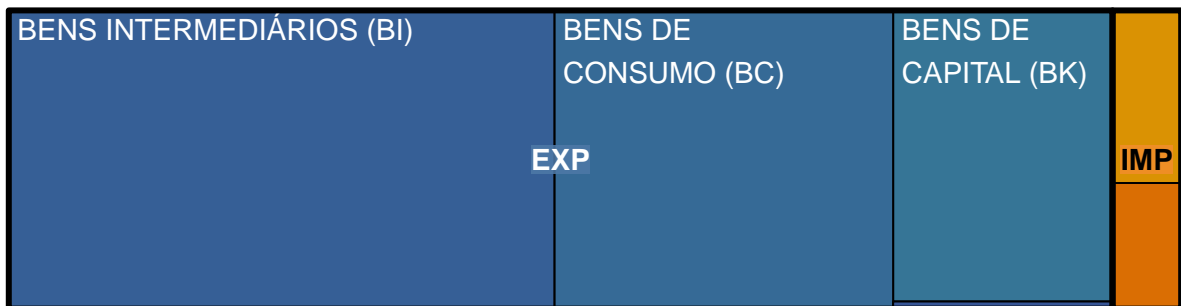 BENS INTERMEDIÁRIOS (BI)
BENS DE
CONSUMO (BC)
BENS DE
CAPITAL (BK)
EXP
IMP